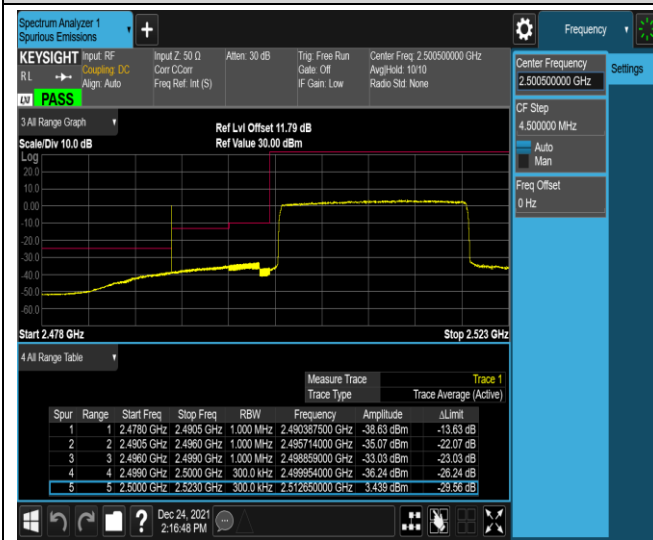 Spectrum Analyzer 1
Spurious Emissions
+
Frequency
KEYSIGHT
RL
Input: RF
Coupling: DC
Align: Auto
Input Z: 50 Ω
Corr CCorr
Freq Ref: Int (S)
Atten: 30 dB
Trig: Free Run
Gate: Off
IF Gain: Low
Center Freq: 2.500500000 GHz
Avg|Hold: 10/10
Radio Std: None
LXI
PASS
Center Frequency
2.500500000 GHz
Settings
CF Step
4.500000 MHz
Auto
Man
Freq Offset
0 Hz
3 All Range Graph
Scale/Div 10.0 dB
Ref Lvl Offset 11.79 dB
Ref Value 30.00 dBm
Log
20.0
10.0
0.00
-10.0
-20.0
-30.0
-40.0
-50.0
-60.0
Start 2.478 GHz
Stop 2.523 GHz
4 All Range Table
Measure Trace Trace 1
Trace Type Trace Average (Active)
Spur Range Start Freq Stop Freq RBW Frequency Amplitude ΔLimit
1 1 2.4780 GHz 2.4905 GHz 1.000 MHz 2.490387500 GHz -38.63 dBm -13.63 dB
2 2 2.4905 GHz 2.4960 GHz 1.000 MHz 2.495714000 GHz -35.07 dBm -22.07 dB
3 3 2.4960 GHz 2.4990 GHz 1.000 MHz 2.498859000 GHz -33.03 dBm -23.03 dB
4 4 2.4990 GHz 2.5000 GHz 300.0 kHz 2.499954000 GHz -36.24 dBm -26.24 dB
5 5 2.5000 GHz 2.5230 GHz 300.0 kHz 2.512650000 GHz 3.439 dBm -29.56 dB
?
Dec 24, 2021
2:16:48 PM